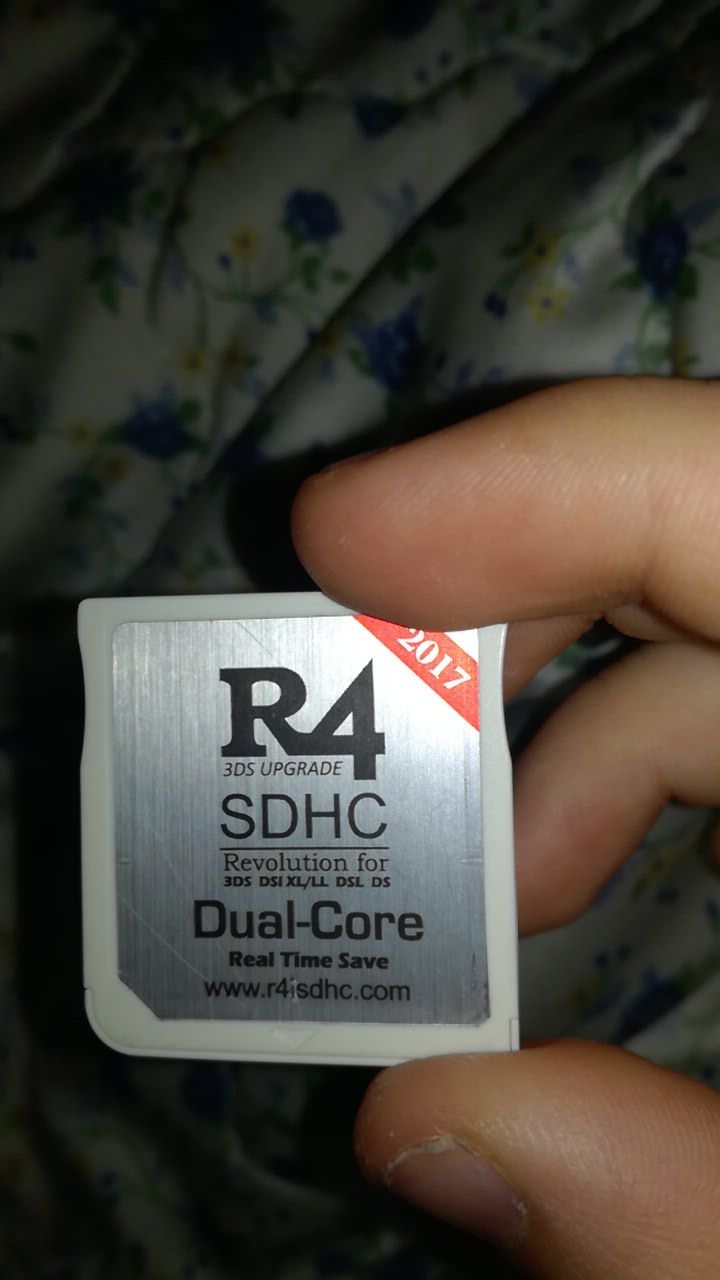 2017
R4
3DS UPGRADE
SDHC
Revolution for
3DS DSi XL/LL DSL DS
Dual-Core
Real Time Save
www.r4isdhc.com